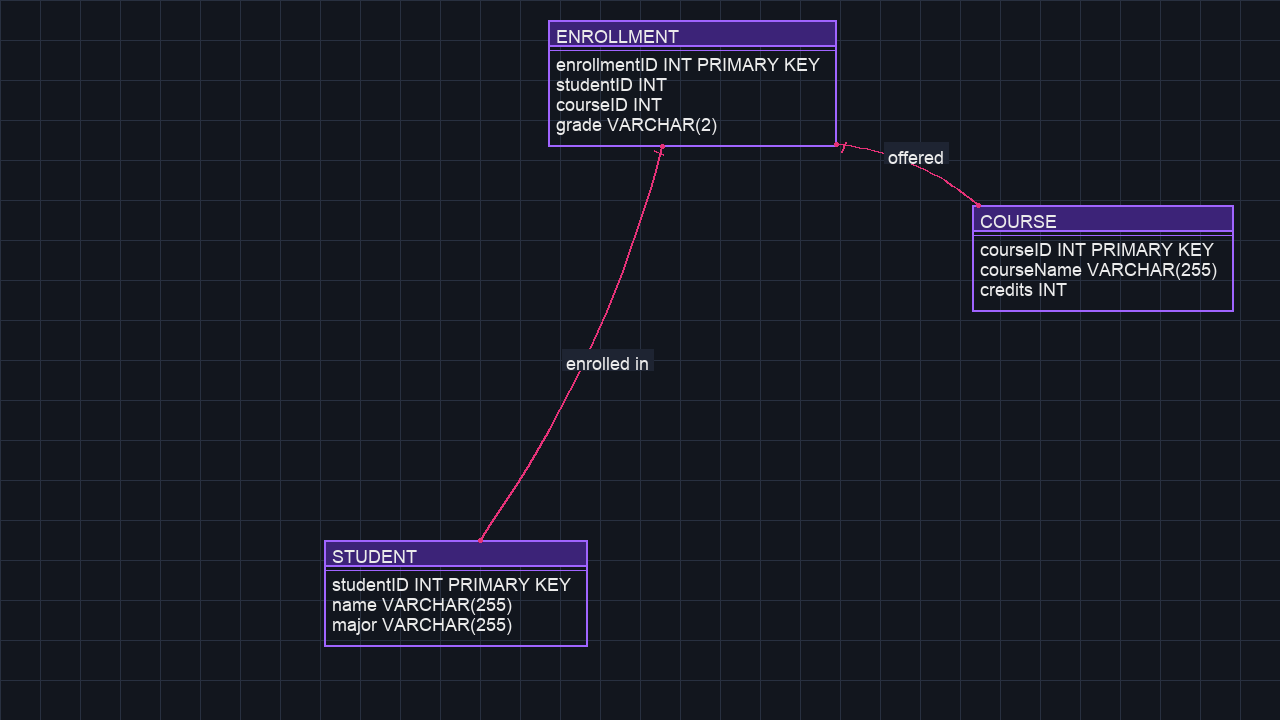 ENROLLMENT
enrollmentID INT PRIMARY KEY
studentID INT
courseID INT
grade VARCHAR(2)
offered
COURSE
courseID INT PRIMARY KEY
courseName VARCHAR(255)
credits INT
enrolled in
STUDENT
studentID INT PRIMARY KEY
name VARCHAR(255)
major VARCHAR(255)